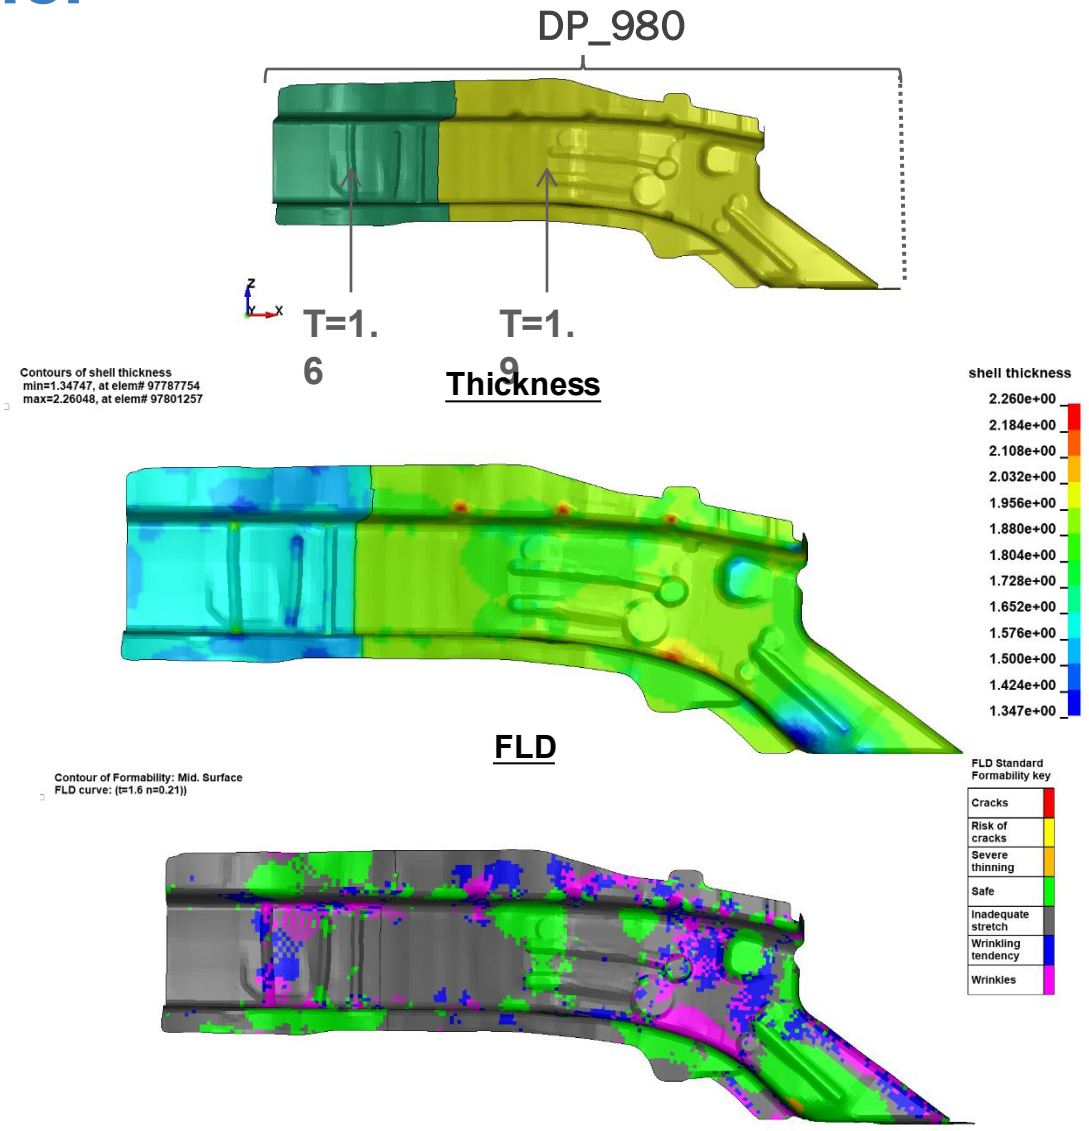 DP_980
Z
Y X
T=1.
6
T=1.
9
Thickness
Contours of shell thickness
min=1.34747, at elem# 97787754
max=2.26048, at elem# 97801257
shell thickness
2.260e+00
2.184e+00
2.108e+00
2.032e+00
1.956e+00
1.880e+00
1.804e+00
1.728e+00
1.652e+00
1.576e+00
1.500e+00
1.424e+00
1.347e+00
FLD
Contour of Formability: Mid. Surface
FLD curve: (t=1.6 n=0.21))
FLD Standard
Formability key
Cracks
Risk of
cracks
Severe
thinning
Safe
Inadequate
stretch
Wrinkling
tendency
Wrinkles